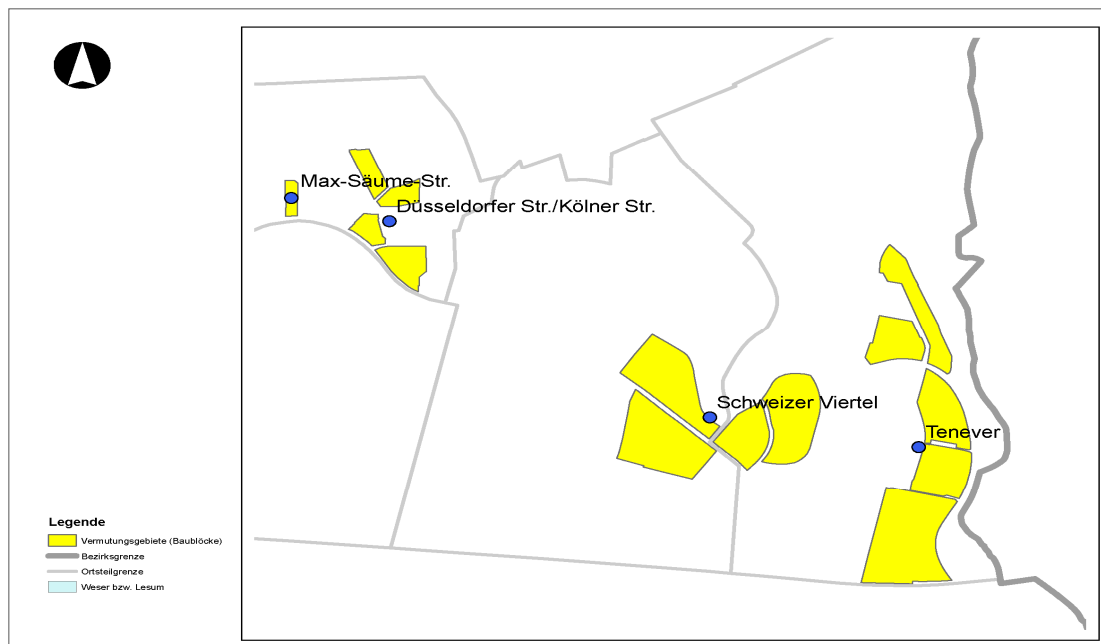 Max-Säume-Str.
Düsseldorfer Str./Kölner Str.
Schweizer Viertel
Tenever
Legende
Vermutungsgebiete (Baublöcke)
Bezirksgrenze
Ortsteilgrenze
Weser bzw. Lesum